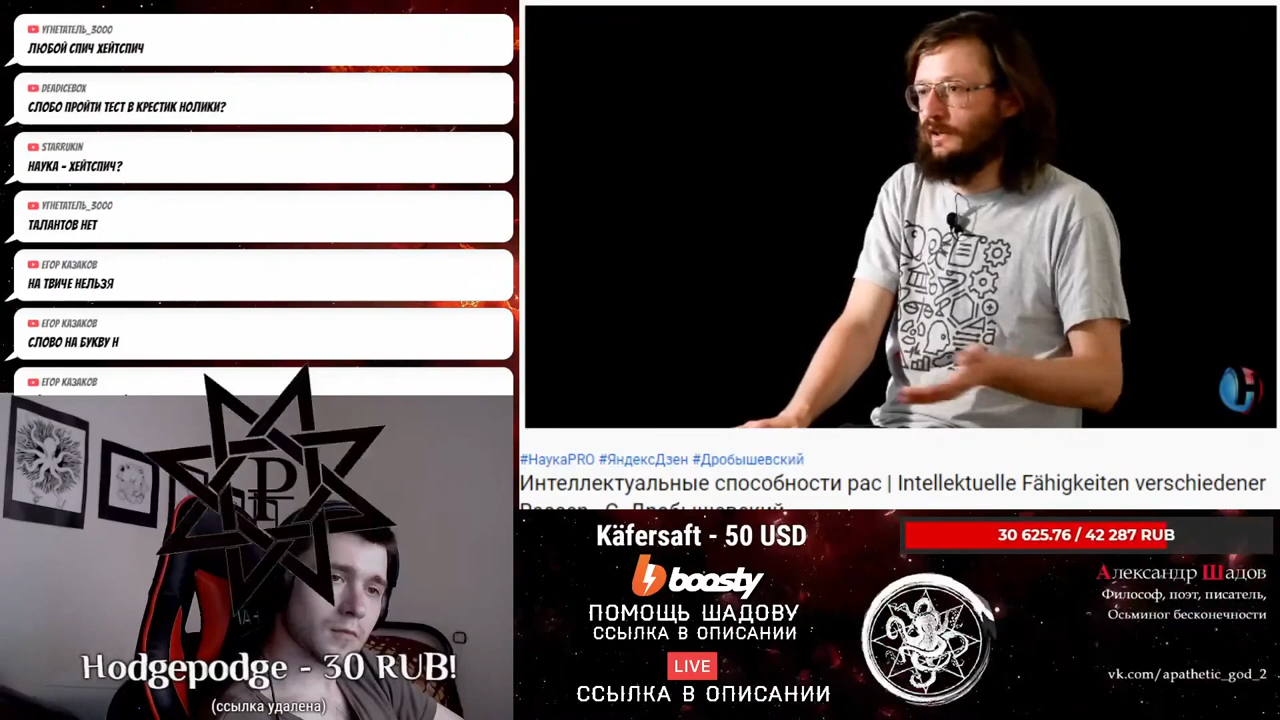 УГНЕТАТЕЛЬ_3000
ЛЮБОЙ СПИЧ ХЕЙТСПИЧ
DEADICEBOX
СЛОБО ПРОЙТИ ТЕСТ В КРЕСТИК НОЛИКИ?
STARRUKIN
НАУКА - ХЕЙТСПИЧ?
УГНЕТАТЕЛЬ_3000
ТАЛАНТОВ НЕТ
ЕГОР КАЗАКОВ
НА ТВИЧЕ НЕЛЬЗЯ
ЕГОР КАЗАКОВ
СЛОВО НА БУКВУ Н
ЕГОР КАЗАКОВ
Hodgepodge - 30 RUB!
(ссылка удалена)
#НаукаPRO #ЯндексДзен #Дробышевский
Интеллектуальные способности рас | Intellektuelle Fähigkeiten verschiedener
Käfersaft - 50 USD
boosty
ПОМОЩЬ ШАДОВУ
ССЫЛКА В ОПИСАНИИ
LIVE
ССЫЛКА В ОПИСАНИИ
30 625.76 / 42 287 RUB
Александр Шадов
Философ, поэт, писатель,
Осьминог бесконечности
vk.com/apathetic_god_2